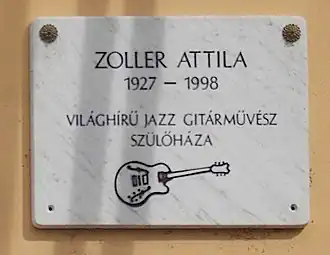 ZOLLER ATTILA
1927 – 1998
VILÁGHÍRŰ JAZZ GITÁRMŰVÉSZ
SZÜLŐHÁZA